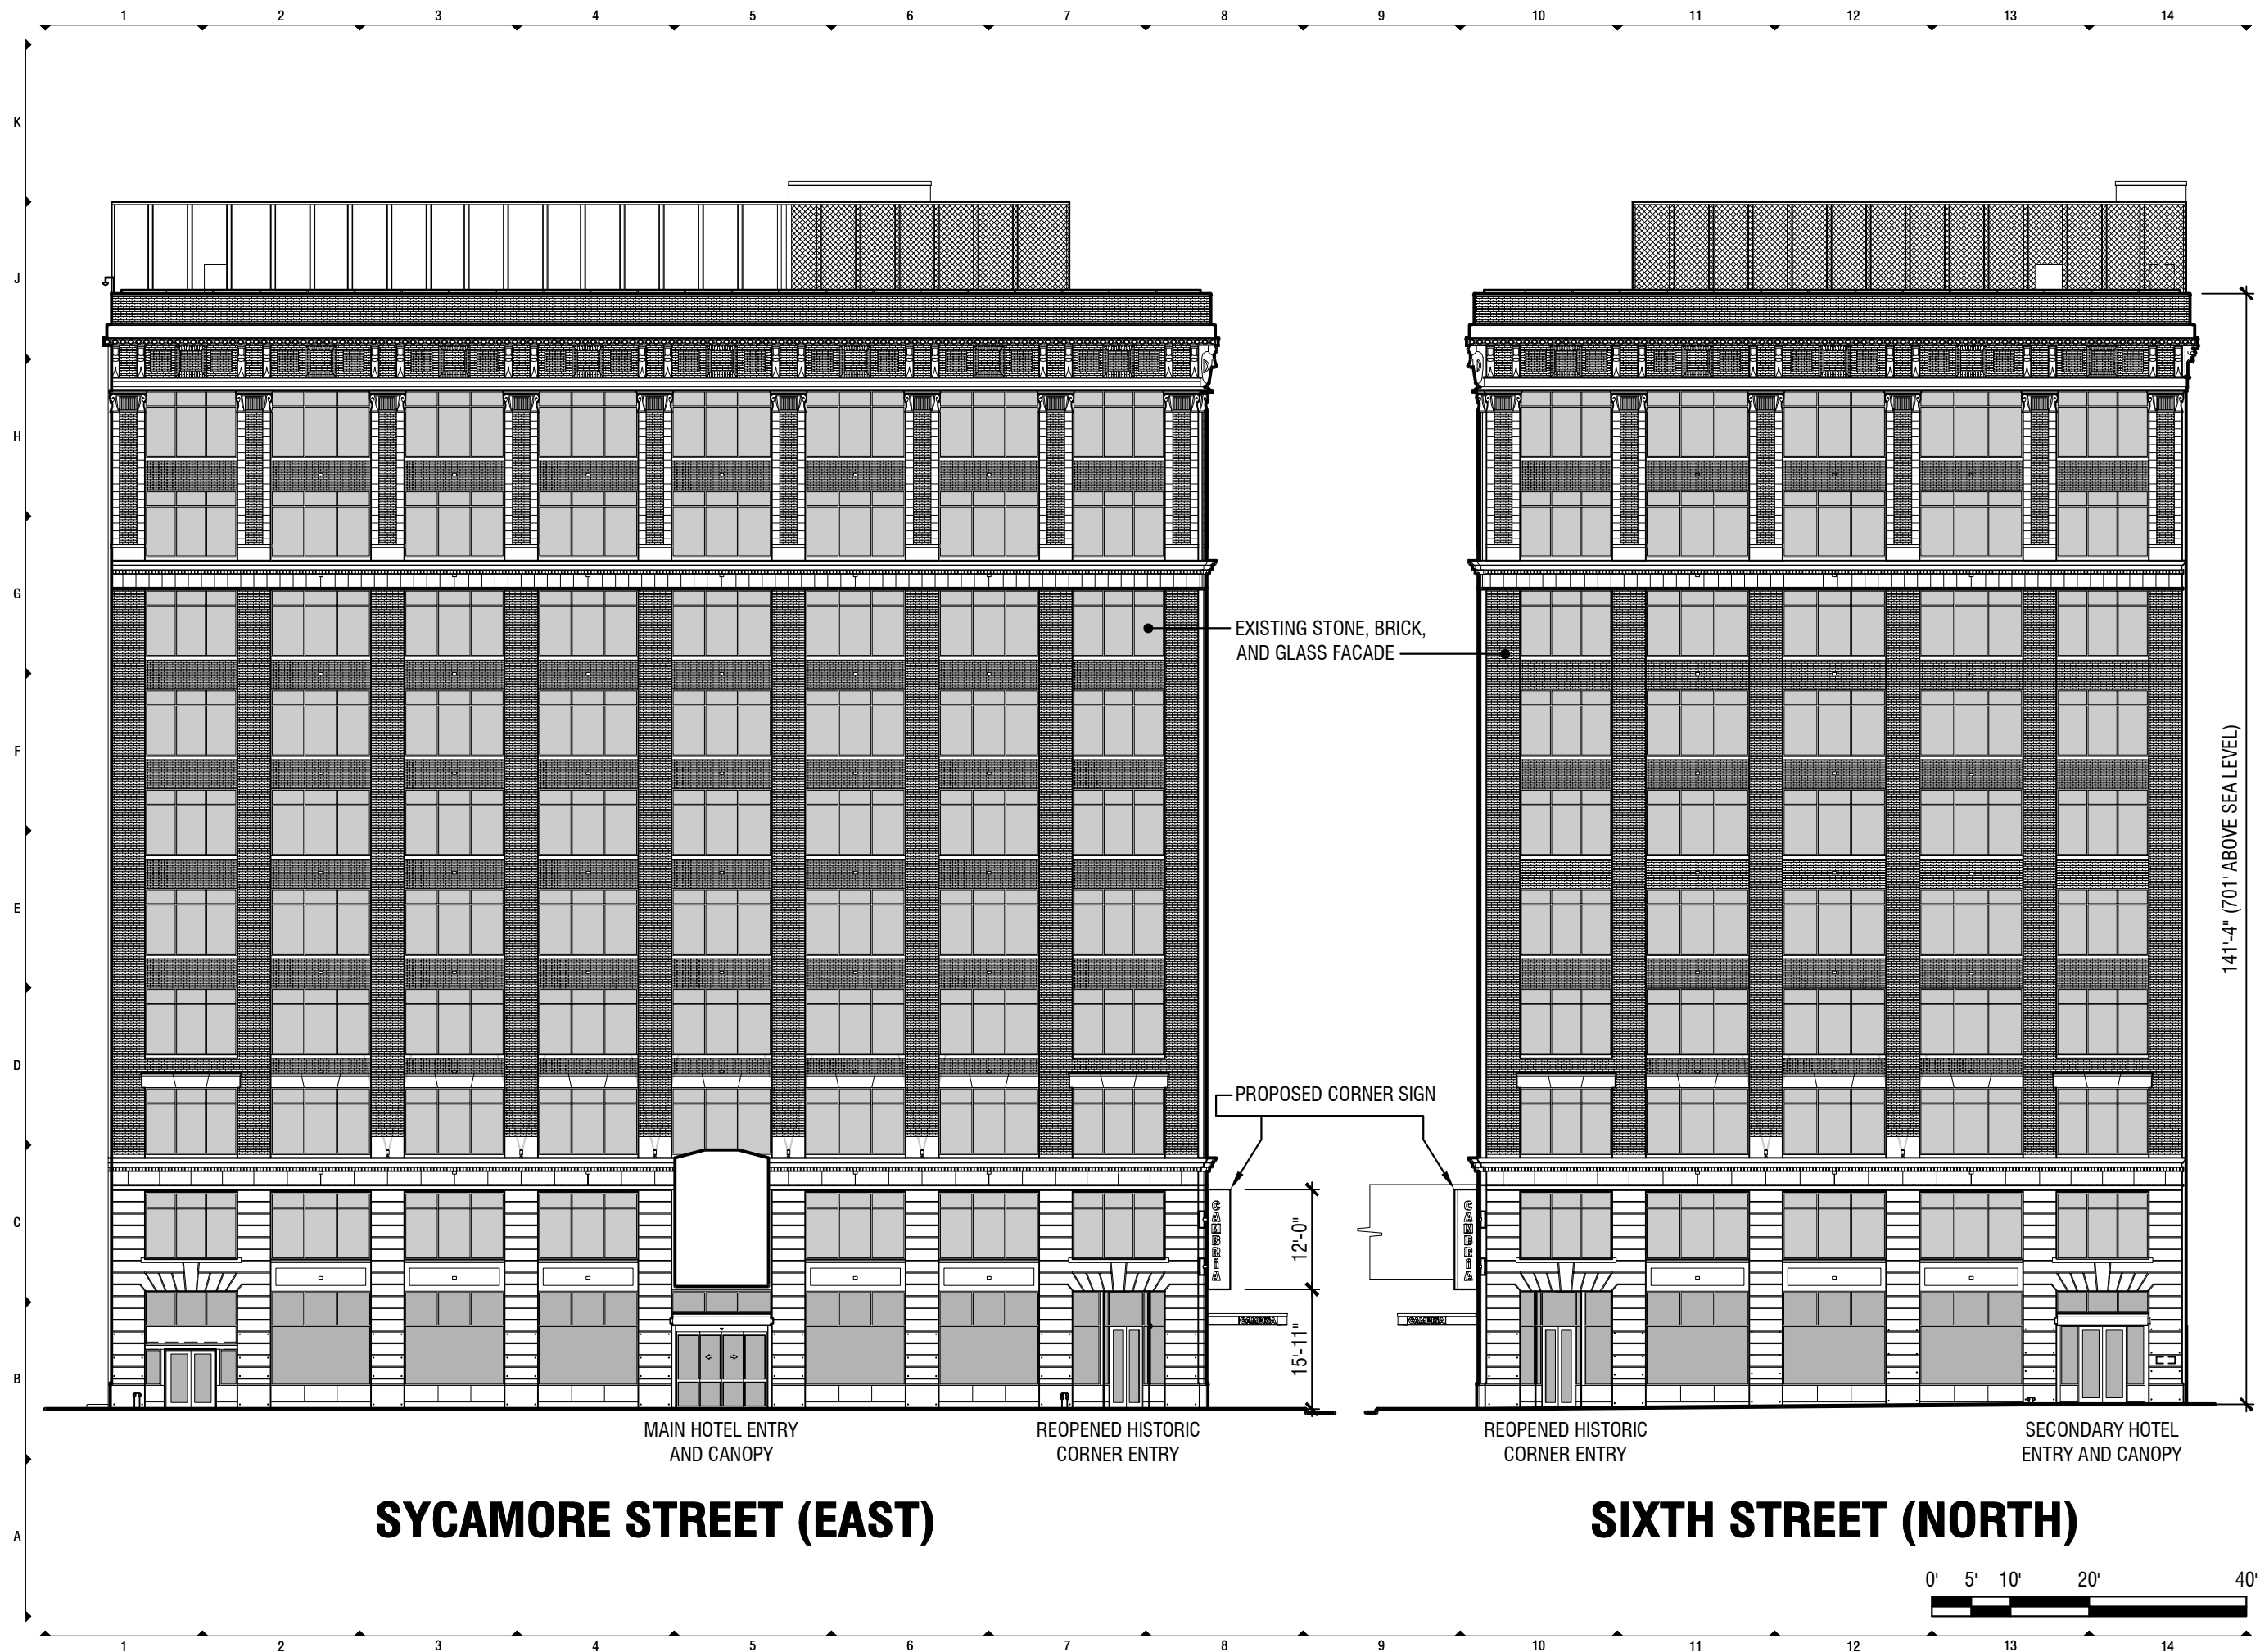 1 2 3 4 5 6 7 8 9 10 11 12 13 14
K
J
H
G
F
E
D
C
B
A
EXISTING STONE, BRICK,
AND GLASS FACADE
141'-4" (701' ABOVE SEA LEVEL)
PROPOSED CORNER SIGN
CAMBRIA
CAMBRIA
12'-0"
15'-11"
CAMBRIA
CAMBRIA
MAIN HOTEL ENTRY
AND CANOPY
REOPENED HISTORIC
CORNER ENTRY
REOPENED HISTORIC
CORNER ENTRY
SECONDARY HOTEL
ENTRY AND CANOPY
SYCAMORE STREET (EAST)
SIXTH STREET (NORTH)
0' 5' 10' 20' 40'
1 2 3 4 5 6 7 8 9 10 11 12 13 14